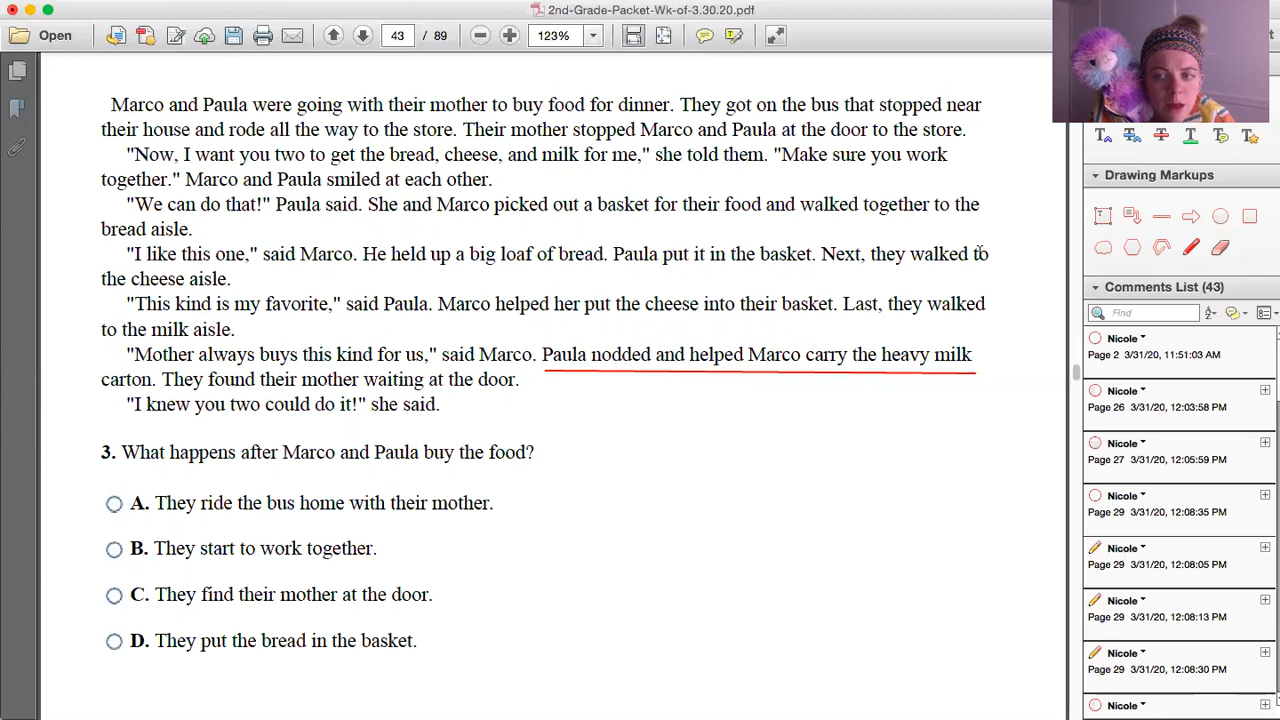 2nd-Grade-Packet-Wk-of-3.30.20.pdf
Open
43 / 89
123%
Marco and Paula were going with their mother to buy food for dinner. They got on the bus that stopped near
their house and rode all the way to the store. Their mother stopped Marco and Paula at the door to the store.
"Now, I want you two to get the bread, cheese, and milk for me," she told them. "Make sure you work
together." Marco and Paula smiled at each other.
"We can do that!" Paula said. She and Marco picked out a basket for their food and walked together to the
bread aisle.
"I like this one," said Marco. He held up a big loaf of bread. Paula put it in the basket. Next, they walked to
the cheese aisle.
"This kind is my favorite," said Paula. Marco helped her put the cheese into their basket. Last, they walked
to the milk aisle.
"Mother always buys this kind for us," said Marco. Paula nodded and helped Marco carry the heavy milk
carton. They found their mother waiting at the door.
"I knew you two could do it!" she said.
3. What happens after Marco and Paula buy the food?
A. They ride the bus home with their mother.
B. They start to work together.
C. They find their mother at the door.
D. They put the bread in the basket.
Drawing Markups
Comments List (43)
Find
Nicole
Page 2 3/31/20, 11:51:03 AM
Nicole
Page 26 3/31/20, 12:03:58 PM
Nicole
Page 27 3/31/20, 12:05:59 PM
Nicole
Page 29 3/31/20, 12:08:35 PM
Nicole
Page 29 3/31/20, 12:08:05 PM
Nicole
Page 29 3/31/20, 12:08:13 PM
Nicole
Page 29 3/31/20, 12:08:30 PM
Nicole